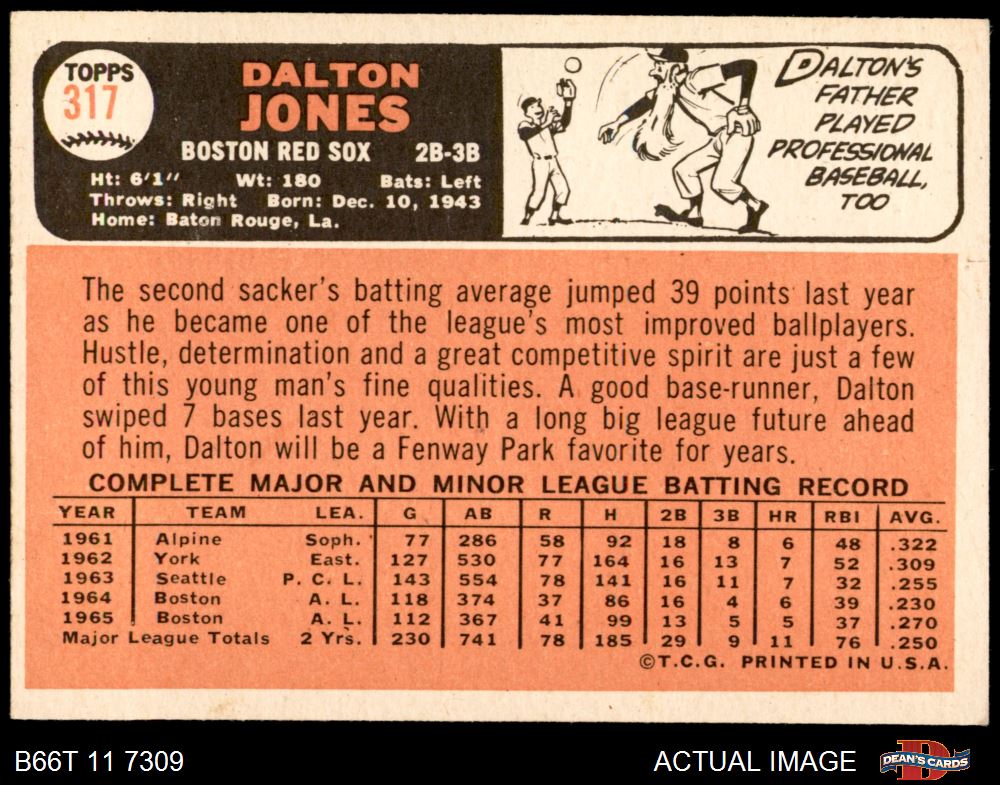 TOPPS
317
DALTON
JONES
BOSTON RED SOX 2B-3B
Ht: 6'1" Wt: 180 Bats: Left
Throws: Right Born: Dec. 10, 1943
Home: Baton Rouge, La.
DALTON'S
FATHER
PLAYED
PROFESSIONAL
BASEBALL,
TOO
The second sacker's batting average jumped 39 points last year
as he became one of the league's most improved ballplayers.
Hustle, determination and a great competitive spirit are just a few
of this young man's fine qualities. A good base-runner, Dalton
swiped 7 bases last year. With a long big league future ahead
of him, Dalton will be a Fenway Park favorite for years.
COMPLETE MAJOR AND MINOR LEAGUE BATTING RECORD
YEAR TEAM LEA. G AB R H 2B 3B HR RBI AVG.
1961 Alpine Soph. 77 286 58 92 18 8 6 48 .322
1962 York East. 127 530 77 164 16 13 7 52 .309
1963 Seattle P. C. L. 143 554 78 141 16 11 7 32 .255
1964 Boston A. L. 118 374 37 86 16 4 6 39 .230
1965 Boston A. L. 112 367 41 99 13 5 5 37 .270
Major League Totals 2 Yrs. 230 741 78 185 29 9 11 76 .250
©T.C.G. PRINTED IN U.S.A.
B66T 11 7309 ACTUAL IMAGE DEAN'S CARDS